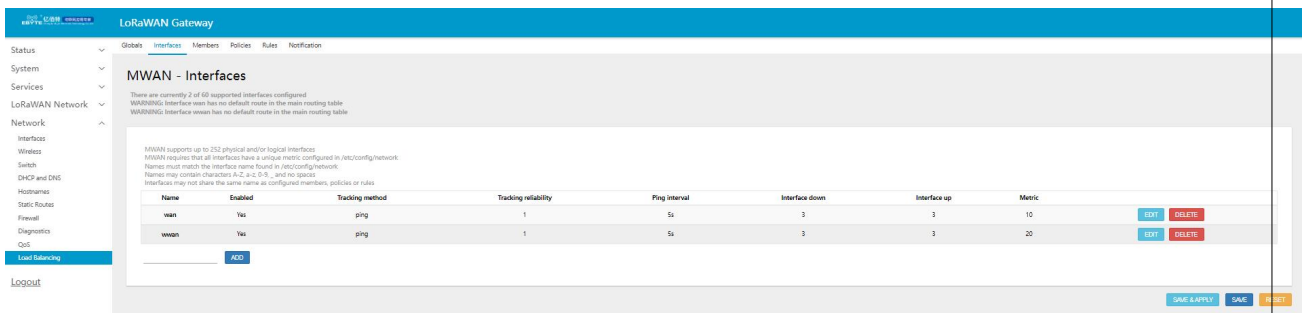 EBYTE 亿佰特
LoRaWAN Gateway
Status
System
Services
LoRaWAN Network
Network
Interfaces
Wireless
Switch
DHCP and DNS
Hostnames
Static Routes
Firewall
Diagnostics
QoS
Load Balancing
Logout
Globals Interfaces Members Policies Rules Notification
MWAN - Interfaces
There are currently 2 of 60 supported interfaces configured
WARNING: Interface wan has no default route in the main routing table
WARNING: Interface wwan has no default route in the main routing table
MWAN supports up to 252 physical and/or logical interfaces
MWAN requires that all interfaces have a unique metric configured in /etc/config/network
Names must match the interface name found in /etc/config/network
Names may contain characters A-Z, a-z, 0-9, _ and no spaces
Interfaces may not share the same name as configured members, policies or rules
Name Enabled Tracking method Tracking reliability Ping interval Interface down Interface up Metric
wan Yes ping 1 5s 3 3 10 EDIT DELETE
wwan Yes ping 1 5s 3 3 20 EDIT DELETE
ADD
SAVE & APPLY SAVE RESET